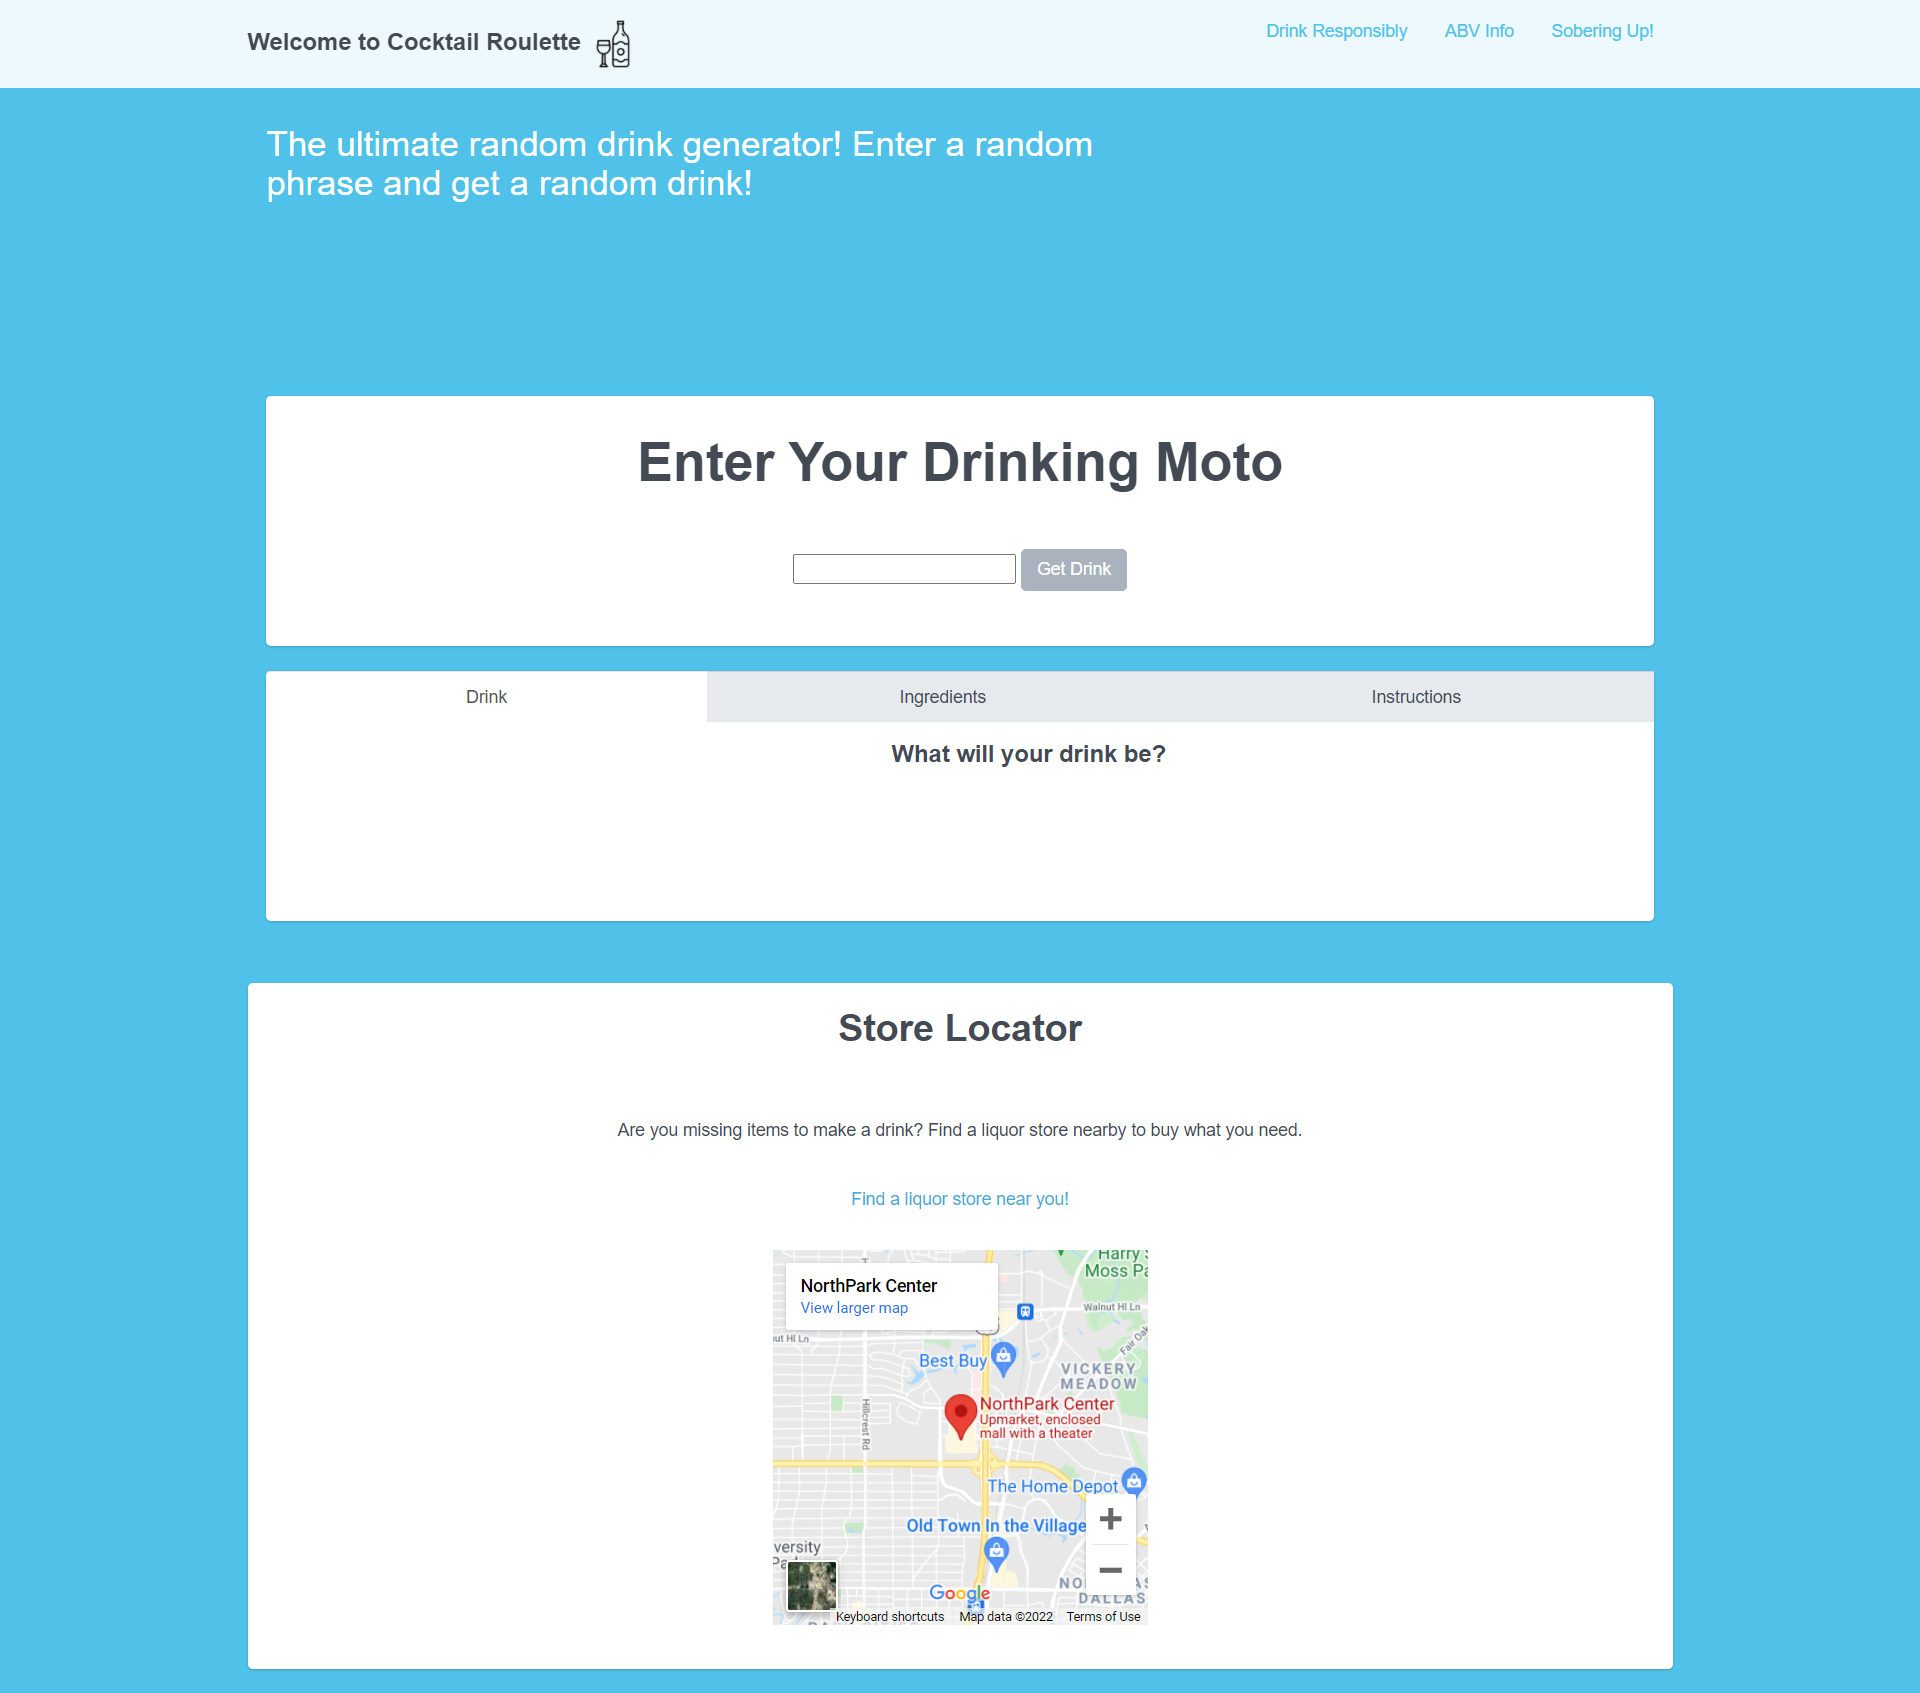 Welcome to Cocktail Roulette
Drink Responsibly
ABV Info
Sobering Up!
The ultimate random drink generator! Enter a random
phrase and get a random drink!
Enter Your Drinking Moto
Get Drink
Drink
Ingredients
Instructions
What will your drink be?
Store Locator
Are you missing items to make a drink? Find a liquor store nearby to buy what you need.
Find a liquor store near you!
NorthPark Center
View larger map
Harry
Moss
Walnut Hl Ln
Hl Ln
Fair
Best Buy
VICKERY
MEADOW
Hillcrest Rd
NorthPark Center
Upmarket, enclosed
mall with a theater
The Home Depot
Old Town In the Village
DALLAS
Google
Keyboard shortcuts
Map data ©2022
Terms of Use